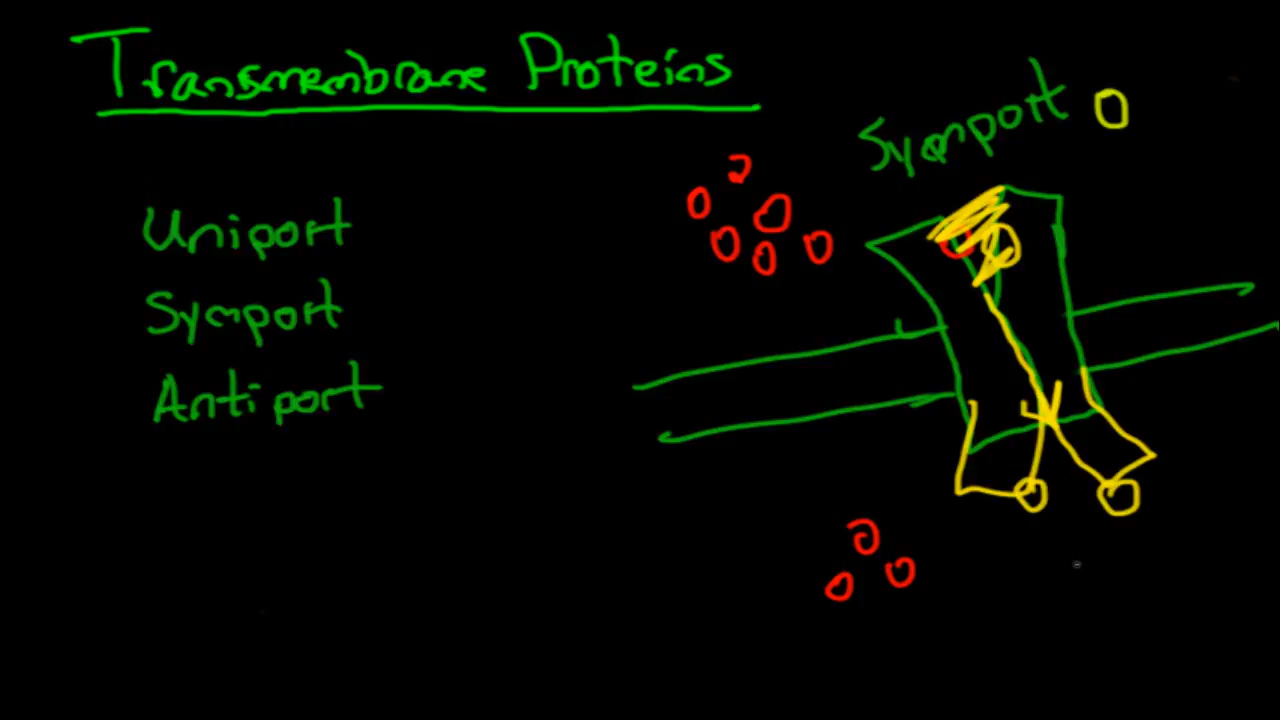 Transmembrane Proteins
Symport
Uniport
Symport
Antiport